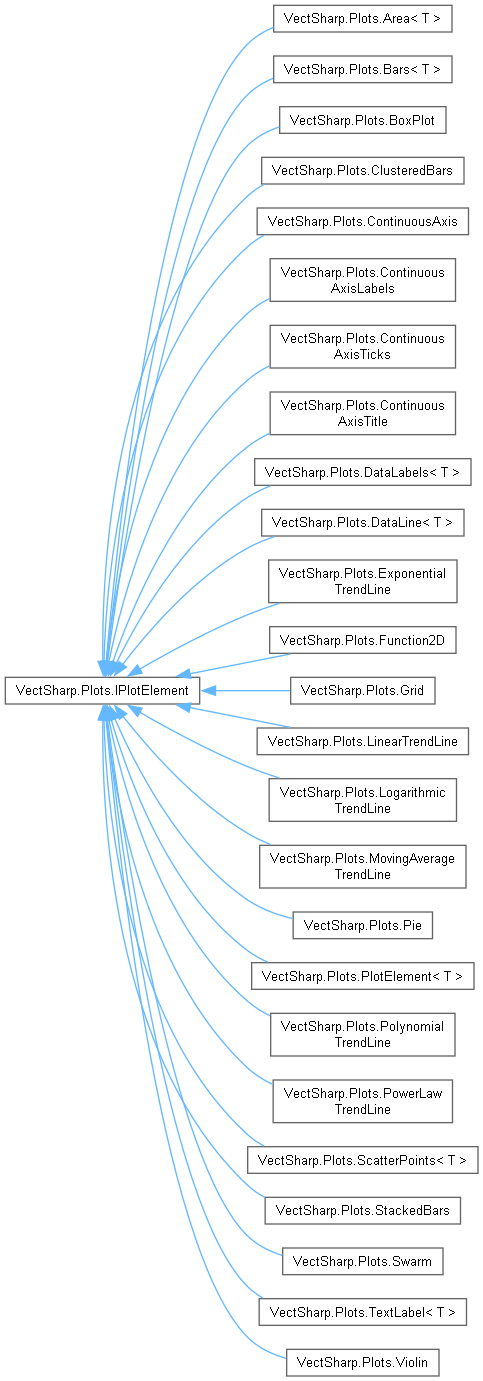 VectSharp.Plots.Area< T >
VectSharp.Plots.Bars< T >
VectSharp.Plots.BoxPlot
VectSharp.Plots.ClusteredBars
VectSharp.Plots.ContinuousAxis
VectSharp.Plots.Continuous
AxisLabels
VectSharp.Plots.Continuous
AxisTicks
VectSharp.Plots.Continuous
AxisTitle
VectSharp.Plots.DataLabels< T >
VectSharp.Plots.DataLine< T >
VectSharp.Plots.Exponential
TrendLine
VectSharp.Plots.Function2D
VectSharp.Plots.IPlotElement
VectSharp.Plots.Grid
VectSharp.Plots.LinearTrendLine
VectSharp.Plots.Logarithmic
TrendLine
VectSharp.Plots.MovingAverage
TrendLine
VectSharp.Plots.Pie
VectSharp.Plots.PlotElement< T >
VectSharp.Plots.Polynomial
TrendLine
VectSharp.Plots.PowerLaw
TrendLine
VectSharp.Plots.ScatterPoints< T >
VectSharp.Plots.StackedBars
VectSharp.Plots.Swarm
VectSharp.Plots.TextLabel< T >
VectSharp.Plots.Violin